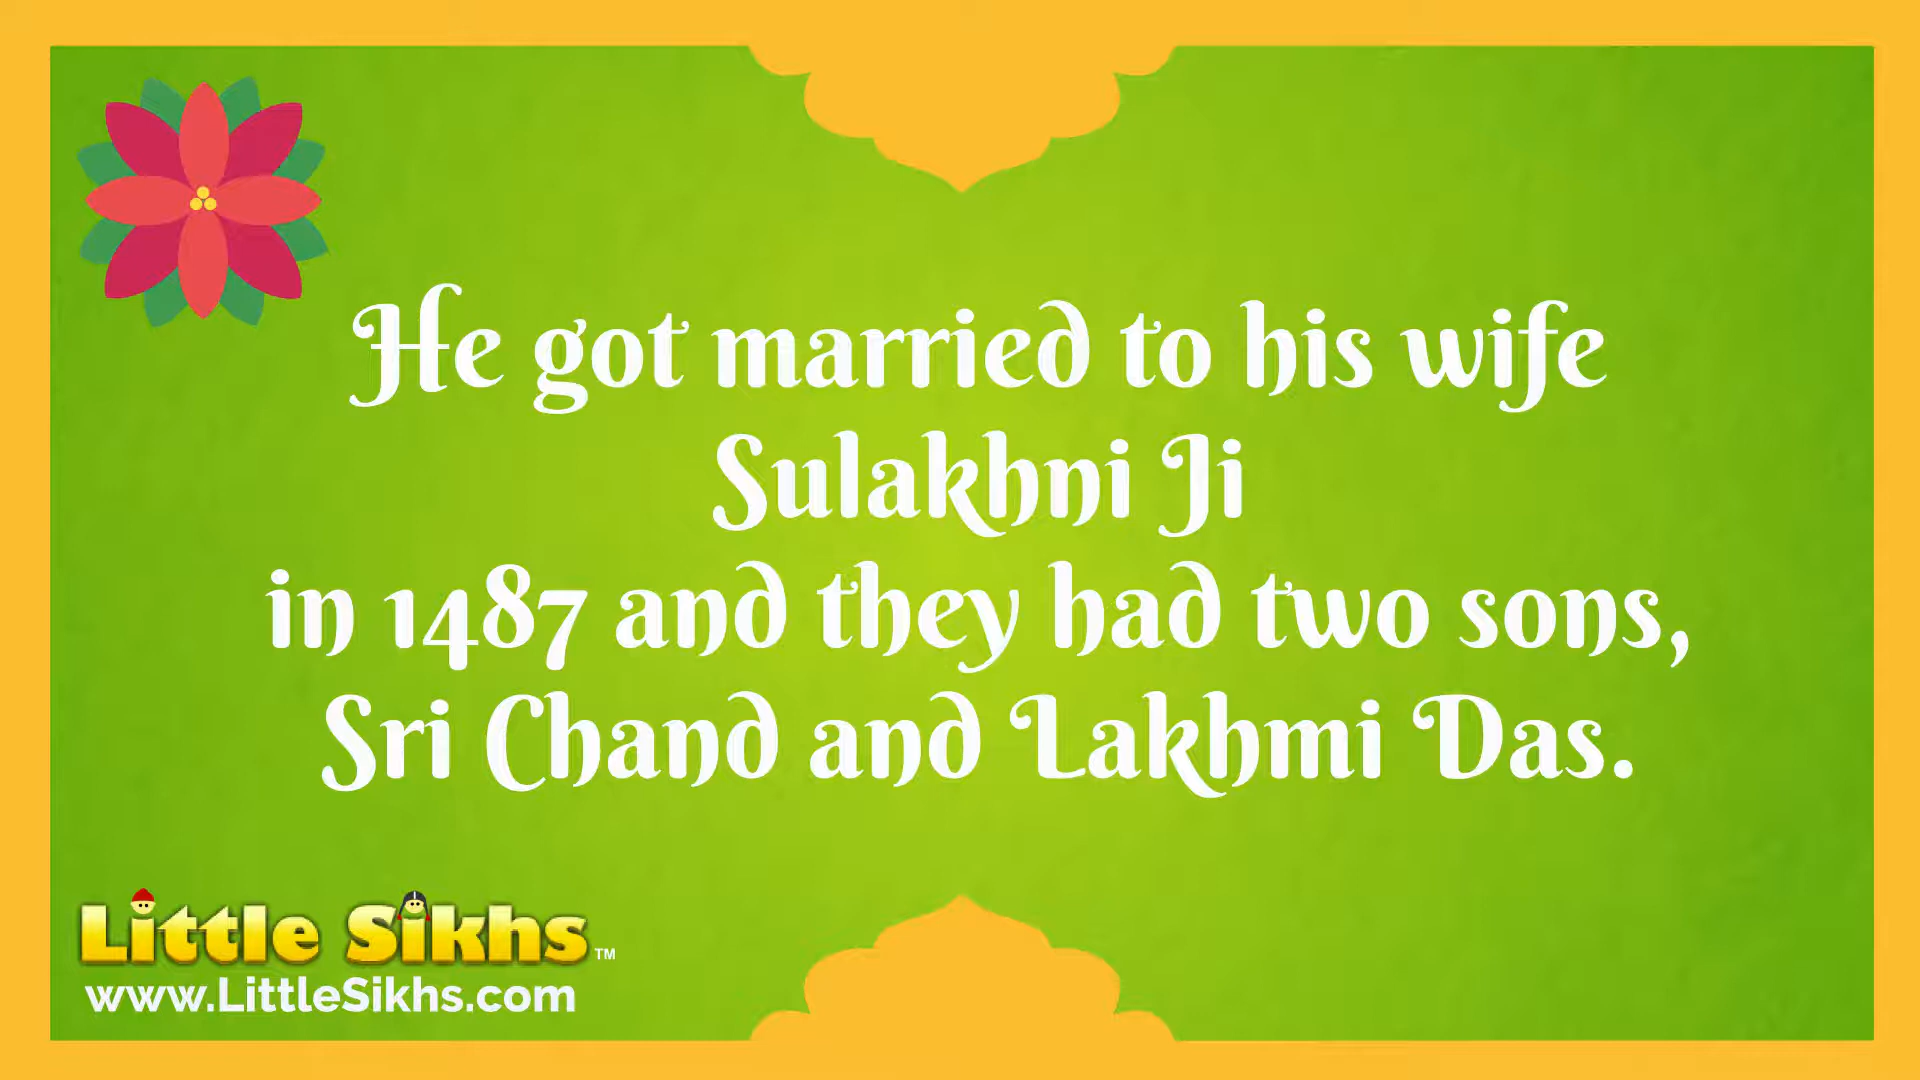 He got married to his wife
Sulakhni Ji
in 1487 and they had two sons,
Sri Chand and Lakhmi Das.
Little Sikhs™
www.LittleSikhs.com